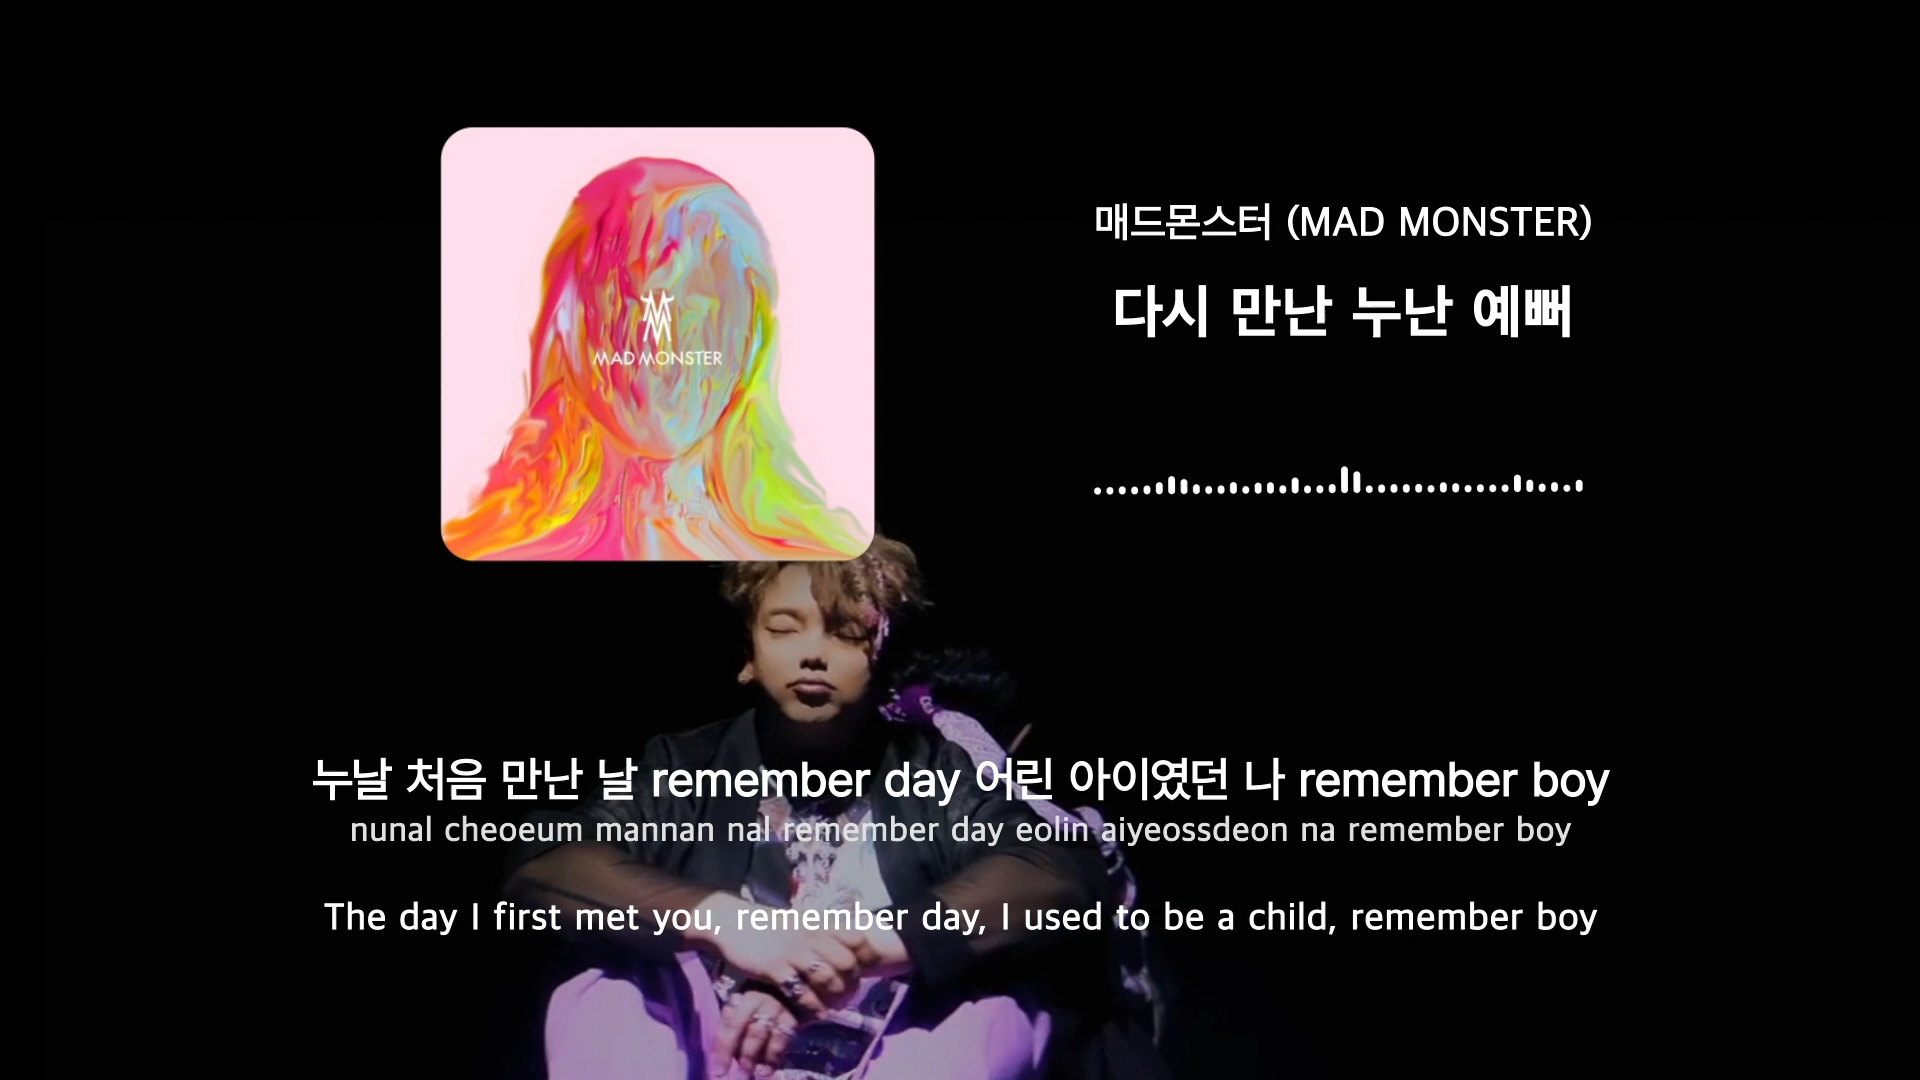 MAD MONSTER
매드몬스터 (MAD MONSTER)
다시 만난 누난 예뻐
누날 처음 만난 날 remember day 어린 아이였던 나 remember boy
nunal cheoeum mannan nal remember day eolin aiyeossdeon na remember boy
The day I first met you, remember day, I used to be a child, remember boy